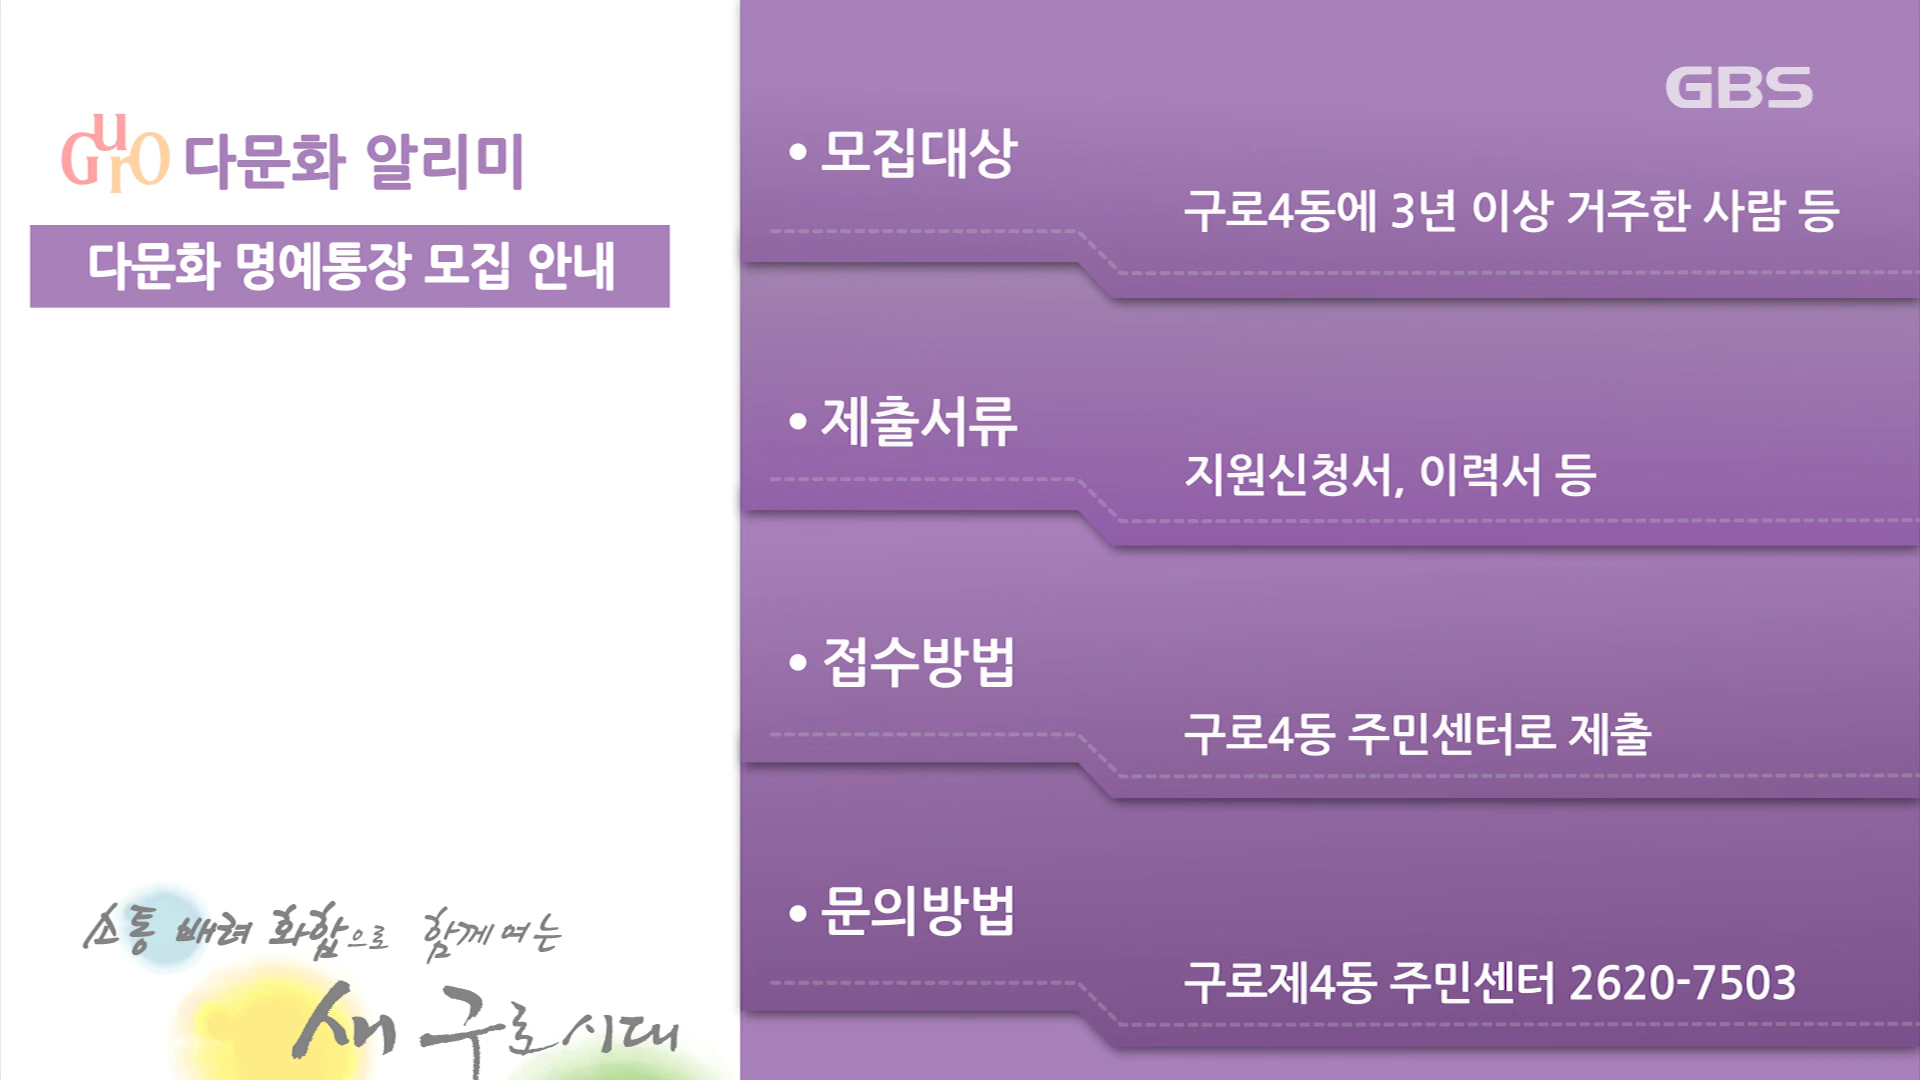 GurO 다문화 알리미
다문화 명예통장 모집 안내
소통 배려 화합으로 함께 여는
새 구로시대
GBS
• 모집대상
구로4동에 3년 이상 거주한 사람 등
• 제출서류
지원신청서, 이력서 등
• 접수방법
구로4동 주민센터로 제출
• 문의방법
구로제4동 주민센터 2620-7503